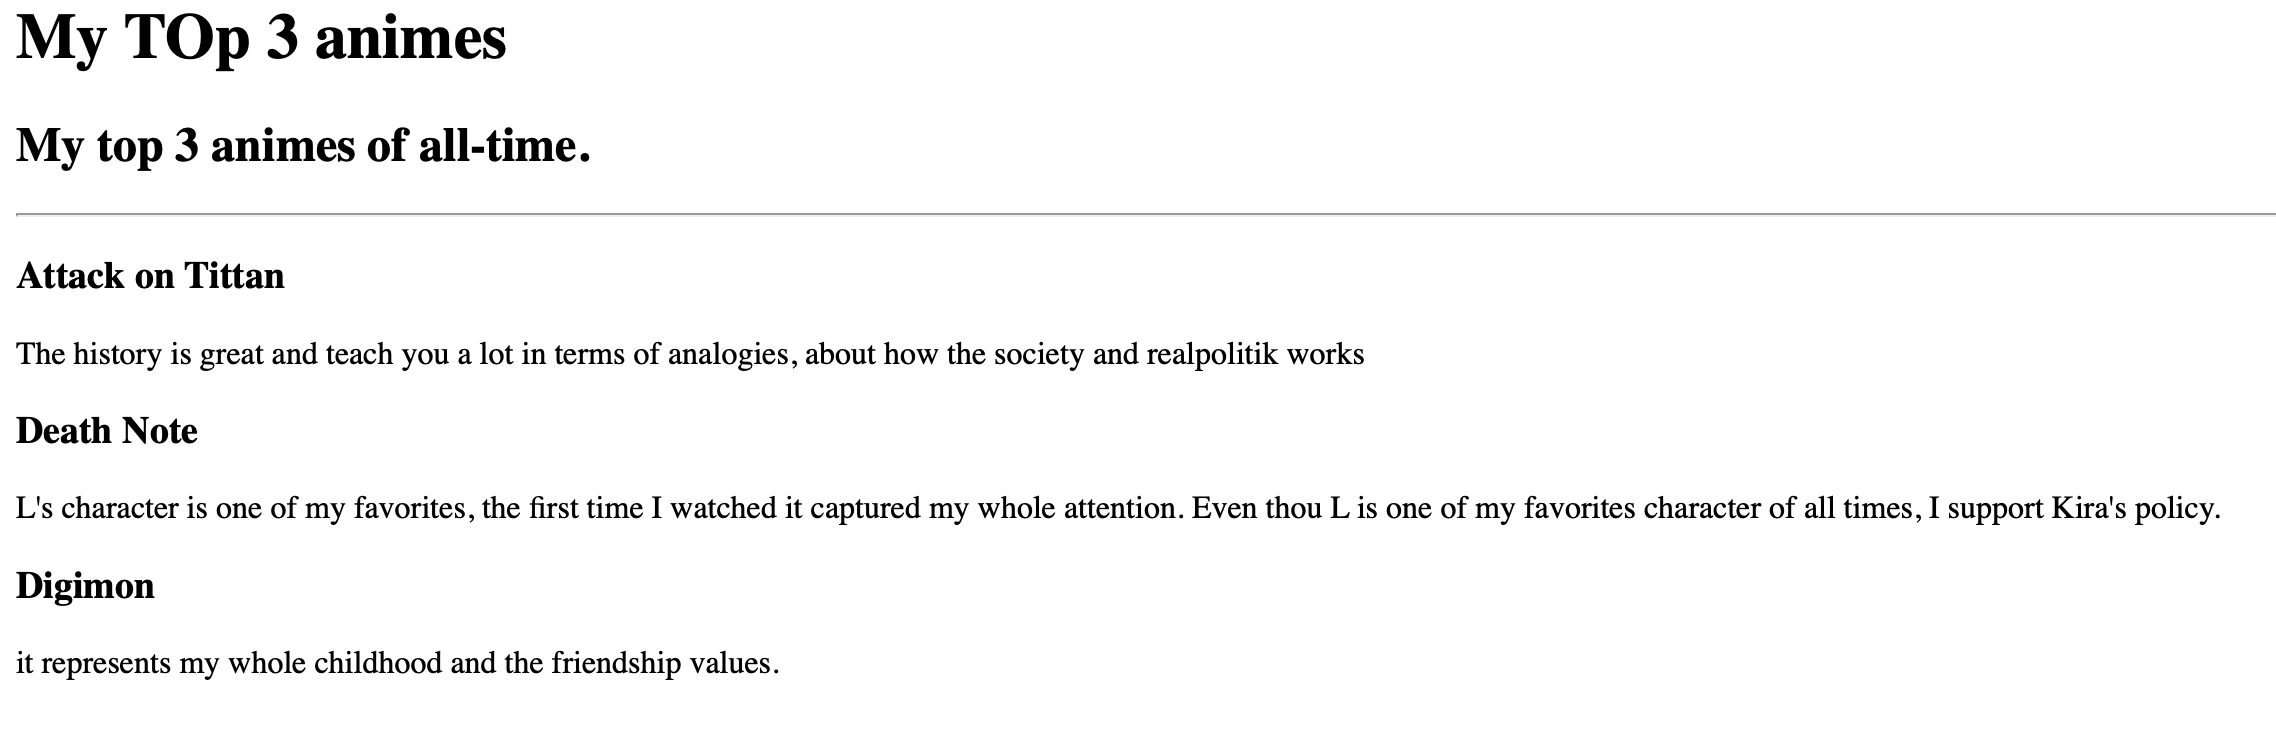 My TOp 3 animes
My top 3 animes of all-time.
Attack on Tittan
The history is great and teach you a lot in terms of analogies, about how the society and realpolitik works
Death Note
L's character is one of my favorites, the first time I watched it captured my whole attention. Even thou L is one of my favorites character of all times, I support Kira's policy.
Digimon
it represents my whole childhood and the friendship values.